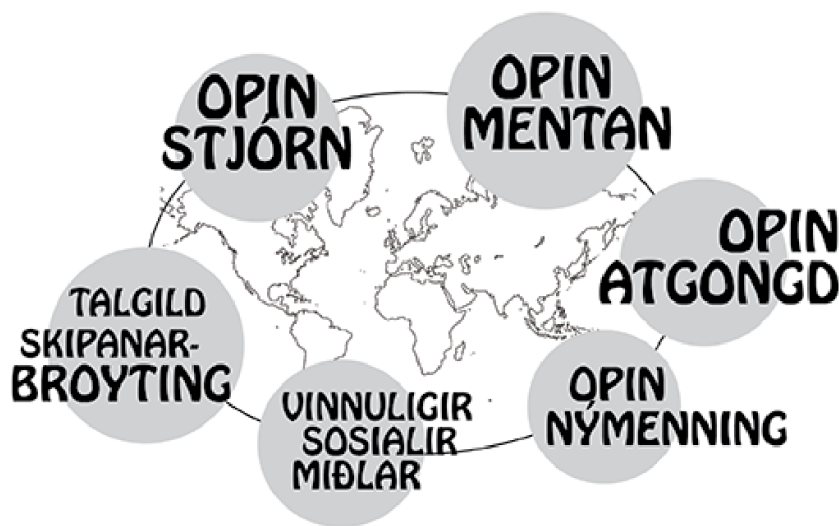 OPIN
STJÓRN
OPIN
MENTAN
OPIN
ATGONGD
TALGILD
SKIPANAR-
BROYTING
VINNULIGIR
SOSIALIR
MIÐLAR
OPIN
NÝMENNING